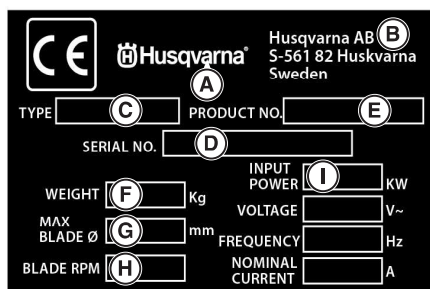 CE
Husqvarna®
A
Husqvarna AB B
S-561 82 Huskvarna
Sweden
TYPE C PRODUCT NO. E
SERIAL NO. D
WEIGHT F Kg
MAX
BLADE Ø G mm
BLADE RPM H
INPUT
POWER I KW
VOLTAGE V~
FREQUENCY Hz
NOMINAL
CURRENT A